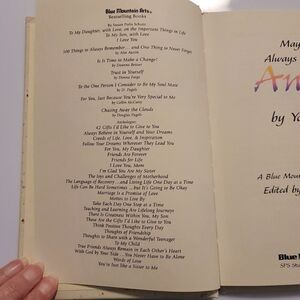 Blue Mountain Arts®
Bestselling Books
By Susan Polis Schutz:
To My Daughter, with Love, on the Important Things in Life
To My Son, with Love
I Love You
100 Things to Always Remember... and One Thing to Never Forget
by Alin Austin
Is It Time to Make a Change?
by Deanna Beisser
Trust in Yourself
by Donna Fargo
To the One Person I Consider to Be My Soul Mate
by D. Pagels
For You, Just Because You're Very Special to Me
by Collin McCarty
Chasing Away the Clouds
by Douglas Pagels
Anthologies:
42 Gifts I'd Like to Give to You
Always Believe in Yourself and Your Dreams
Creeds of Life, Love, & Inspiration
Follow Your Dreams Wherever They Lead You
For You, My Daughter
Friends Are Forever
Friends for Life
I Love You, Mom
I'm Glad You Are My Sister
The Joys and Challenges of Motherhood
The Language of Recovery ...and Living Life One Day at a Time
Life Can Be Hard Sometimes ...but It's Going to Be Okay
Marriage Is a Promise of Love
Mottos to Live By
Take Each Day One Step at a Time
Teaching and Learning Are Lifelong Journeys
There Is Greatness Within You, My Son
These Are the Gifts I'd Like to Give to You
Think Positive Thoughts Every Day
Thoughts of Friendship
Thoughts to Share with a Wonderful Teenager
To My Child
True Friends Always Remain in Each Other's Heart
With God by Your Side ...You Never Have to Be Alone
Words of Love
You're Just Like a Sister to Me
May
Always
An
by Yo
A Blue Moun
Edited b
Blue Mou
SPS Stu